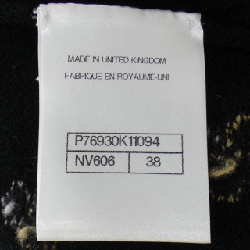 MADE IN UNITED KINGDOM
FABRIQUE EN ROYAUME-UNI
P76930K11094
NV606 38